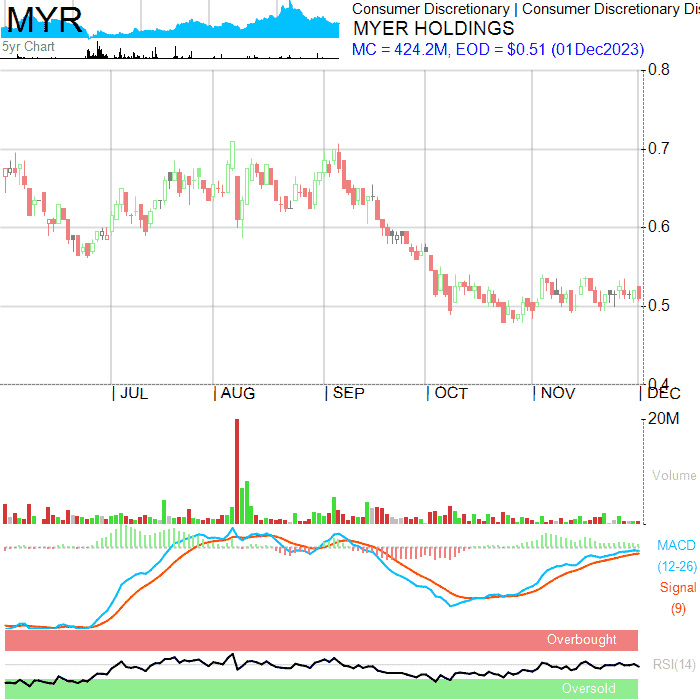 MYR
5yr Chart
Consumer Discretionary | Consumer Discretionary Dis
MYER HOLDINGS
MC = 424.2M, EOD = $0.51 (01Dec2023)
0.8
0.7
0.6
0.5
0.4
JUL AUG SEP OCT NOV DEC
20M
Volume
MACD
(12-26)
Signal
(9)
Overbought
RSI(14)
Oversold